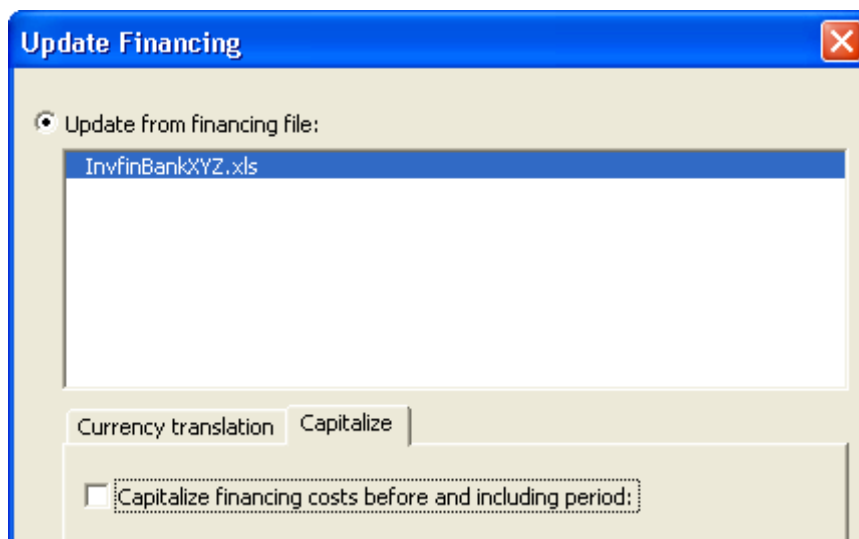 Update Financing
Update from financing file:
InvfinBankXYZ.xls
Currency translation Capitalize
Capitalize financing costs before and including period: